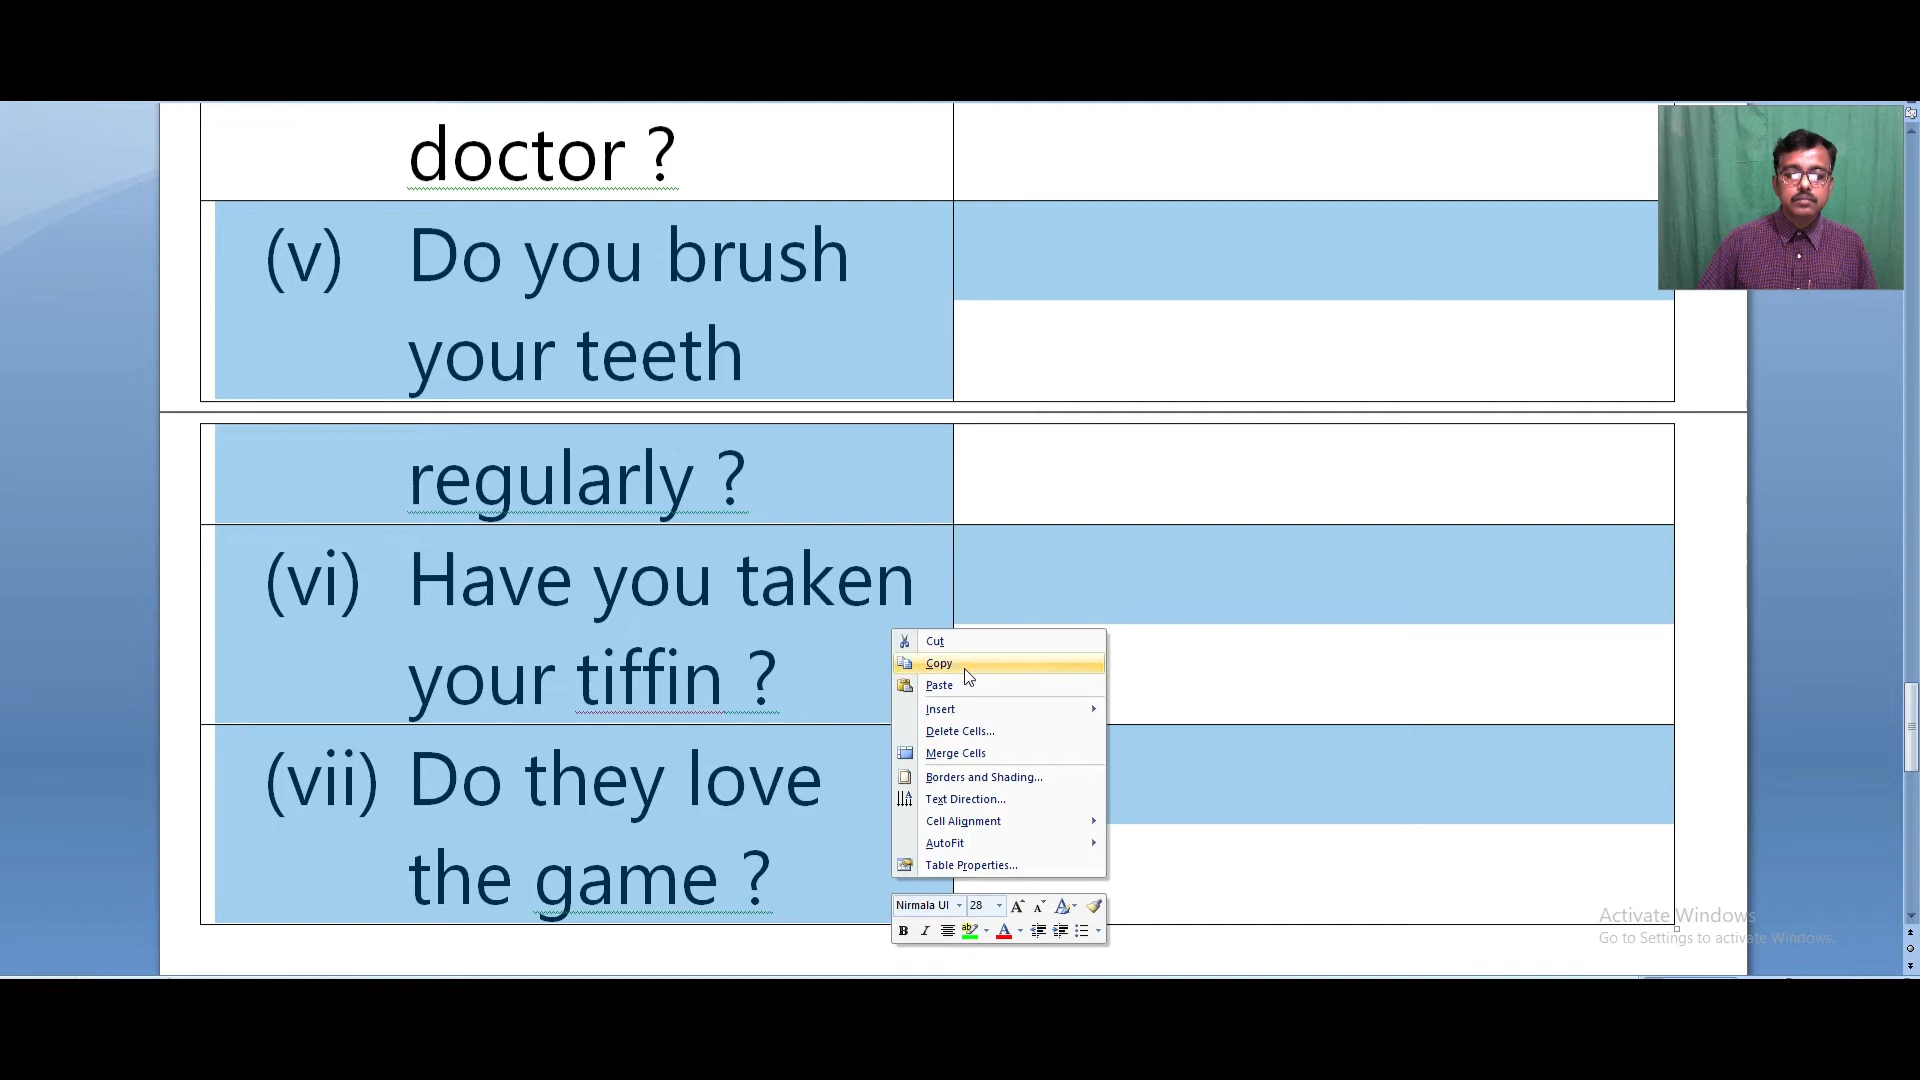 doctor ?
(v) Do you brush
your teeth
regularly ?
(vi) Have you taken
your tiffin ?
(vii) Do they love
the game ?
Cut
Copy
Paste
Insert
Delete Cells...
Merge Cells
Borders and Shading...
Text Direction...
Cell Alignment
AutoFit
Table Properties...
Nirmala UI 28 A A
B I ab A
Activate Windows
Go to Settings to activate Windows.